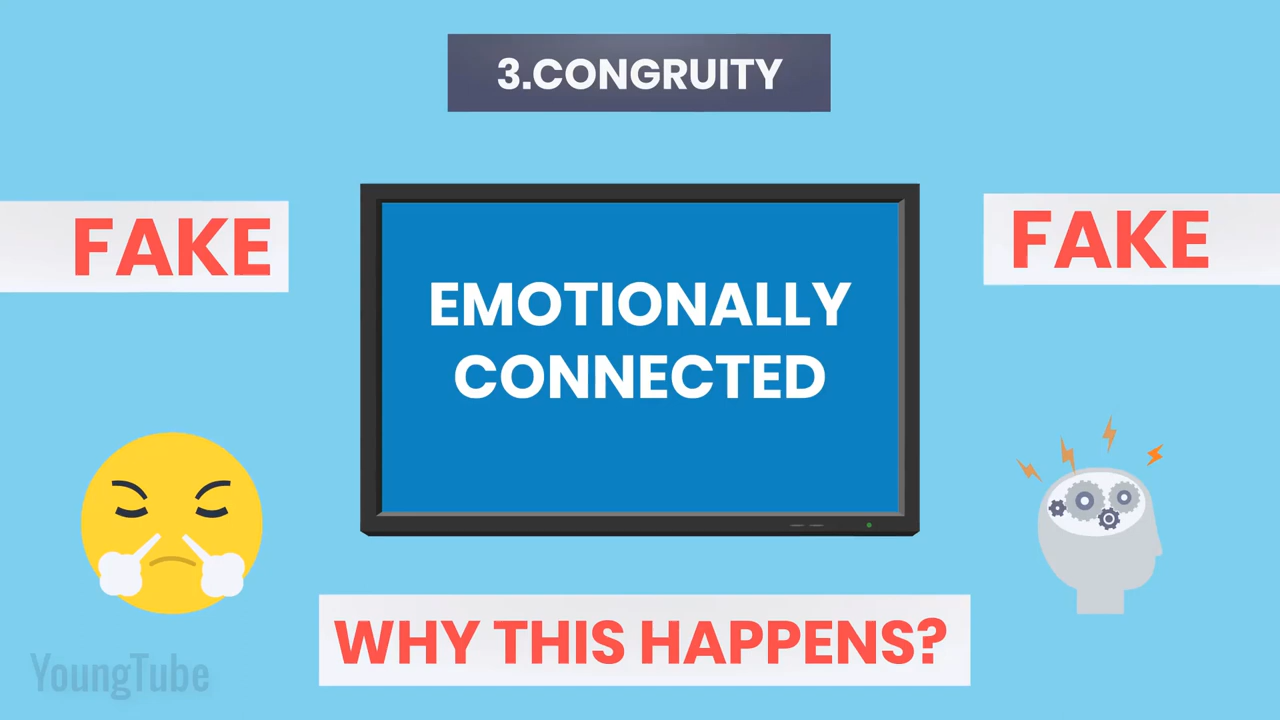 3.CONGRUITY
FAKE
FAKE
EMOTIONALLY
CONNECTED
WHY THIS HAPPENS?
YoungTube